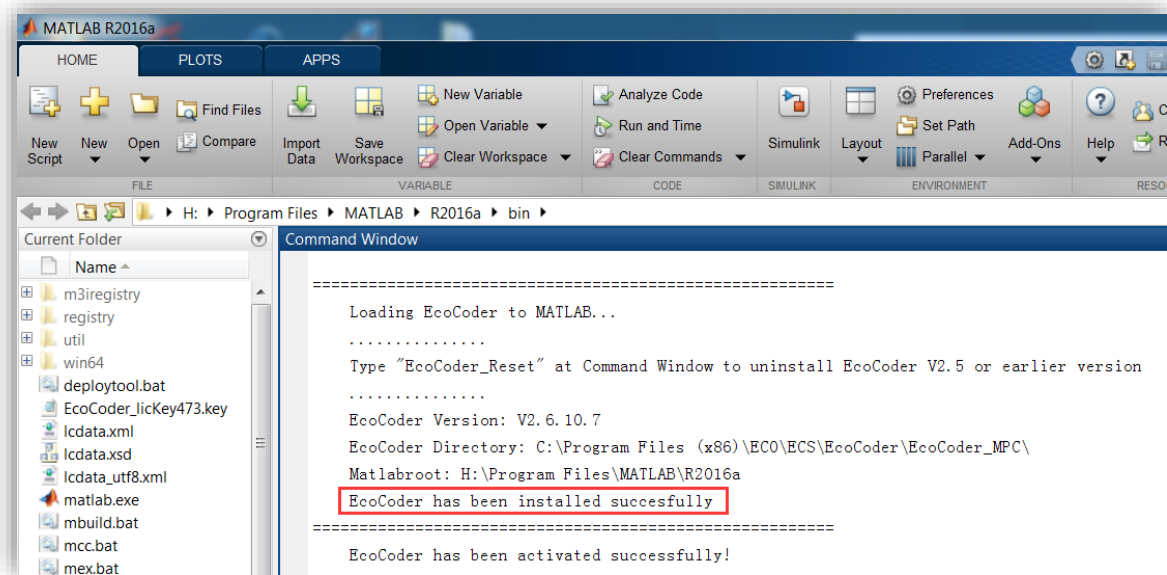 MATLAB R2016a
HOME PLOTS APPS
New Script
New
Open
Find Files
Compare
FILE
Import Data
Save Workspace
New Variable
Open Variable
Clear Workspace
VARIABLE
Analyze Code
Run and Time
Clear Commands
CODE
Simulink
SIMULINK
Layout
Preferences
Set Path
Parallel
Add-Ons
ENVIRONMENT
?
Help
C
R
RESO
H: Program Files MATLAB R2016a bin
Current Folder
Name
m3iregistry
registry
util
win64
deploytool.bat
EcoCoder_licKey473.key
lcdata.xml
lcdata.xsd
lcdata_utf8.xml
matlab.exe
mbuild.bat
mcc.bat
mex.bat
Command Window
========================================================
Loading EcoCoder to MATLAB...
...............
Type "EcoCoder_Reset" at Command Window to uninstall EcoCoder V2.5 or earlier version
...............
EcoCoder Version: V2.6.10.7
EcoCoder Directory: C:\Program Files (x86)\ECO\ECS\EcoCoder\EcoCoder_MPC\
Matlabroot: H:\Program Files\MATLAB\R2016a
EcoCoder has been installed succesfully
========================================================
EcoCoder has been activated successfully!